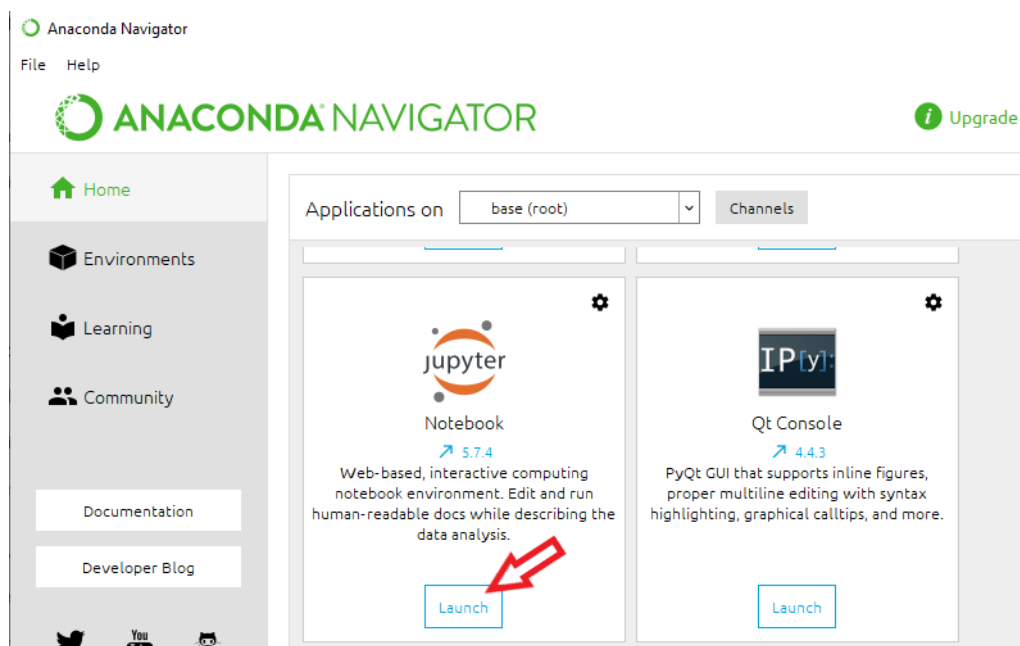 Anaconda Navigator
File Help
ANACONDA NAVIGATOR
i Upgrade
Home
Applications on base (root) Channels
Environments
Learning
Community
Documentation
Developer Blog
jupyter
Notebook
5.7.4
Web-based, interactive computing
notebook environment. Edit and run
human-readable docs while describing the
data analysis.
Launch
IP[y]:
Qt Console
4.4.3
PyQt GUI that supports inline figures,
proper multiline editing with syntax
highlighting, graphical calltips, and more.
Launch
You